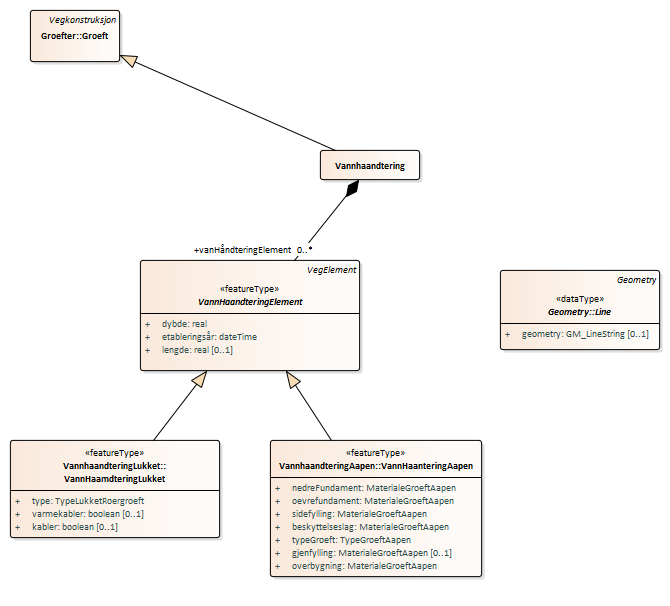 Vegkonstruksjon
Groefter::Groeft
Vannhaandtering
+vanHåndteringElement 0..*
VegElement
«featureType»
VannHaandteringElement
+ dybde: real
+ etableringsår: dateTime
+ lengde: real [0..1]
Geometry
«dataType»
Geometry::Line
+ geometry: GM_LineString [0..1]
«featureType»
VannhaandteringLukket::
VannHaamdteringLukket
+ type: TypeLukketRoergroeft
+ varmekabler: boolean [0..1]
+ kabler: boolean [0..1]
«featureType»
VannhaandteringAapen::VannHaanteringAapen
+ nedreFundament: MaterialeGroeftAapen
+ oevrefundament: MaterialeGroeftAapen
+ sidefylling: MaterialeGroeftAapen
+ beskyttelseslag: MaterialeGroeftAapen
+ typeGroeft: TypeGroeftAapen
+ gjenfylling: MaterialeGroeftAapen [0..1]
+ overbygning: MaterialeGroeftAapen